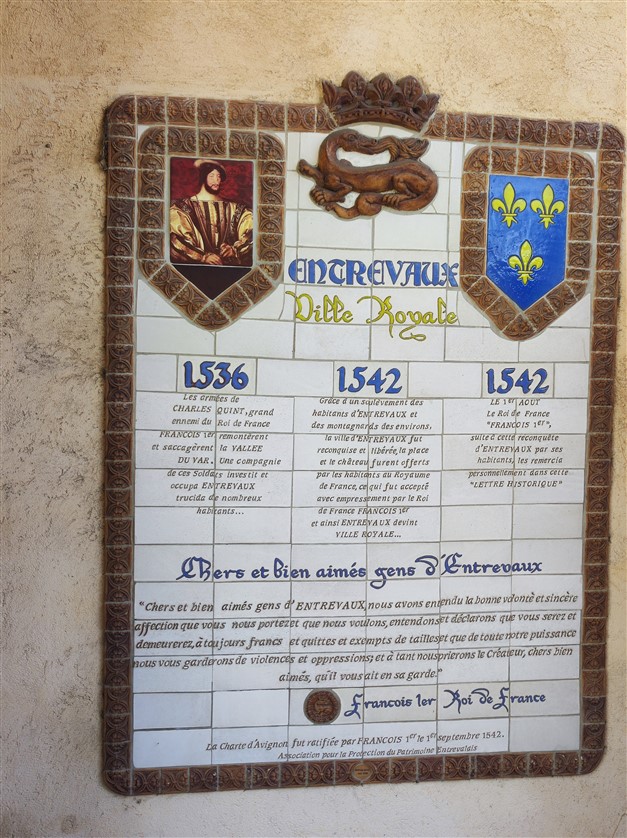 ENTREVAUX
Ville Royale
1536
Les armées de
CHARLES QUINT, grand
ennemi du Roi de France
FRANCOIS 1er remontèrent
et saccagèrent la VALLEE
DU VAR. Une compagnie
de ces Soldats investit et
occupa ENTREVAUX
trucida de nombreux
habitants...
1542
Grâce à un soulèvement des
habitants d'ENTREVAUX et
des montagnards des environs,
la ville d'ENTREVAUX fut
reconquise et libérée, la place
et le château furent offerts
par les habitants au Royaume
de France, ce qui fut accepté
avec empressement par le Roi
de France FRANCOIS 1er
et ainsi ENTREVAUX devint
VILLE ROYALE...
1542
LE 1er AOUT
Le Roi de France
"FRANÇOIS 1er",
suite à cette reconquête
d'ENTREVAUX par ses
habitants, les remercia
personnellement dans cette
"LETTRE HISTORIQUE"
Chers et bien aimés gens d'Entrevaux
"Chers et bien aimés gens d'ENTREVAUX, nous avons entendu la bonne volonté et sincère
affection que vous nous portez et que nous voulons, entendons et déclarons que vous serez et
demeurerez, à toujours francs et quittes et exempts de tailles et que de toute notre puissance
nous vous garderons de violences et oppressions; et à tant nous prierons le Créateur, chers bien
aimés, qu'il vous ait en sa garde."
Francois 1er Roi de France
La Charte d'Avignon fut ratifiée par FRANCOIS 1er le 1er septembre 1542.
Association pour la Protection du Patrimoine Entrevalais